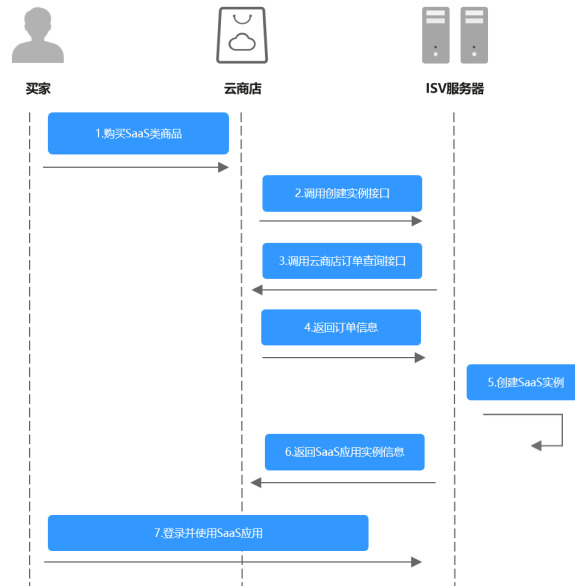 买家
云商店
ISV服务器
1.购买SaaS类商品
2.调用创建实例接口
3.调用云商店订单查询接口
4.返回订单信息
5.创建SaaS实例
6.返回SaaS应用实例信息
7.登录并使用SaaS应用